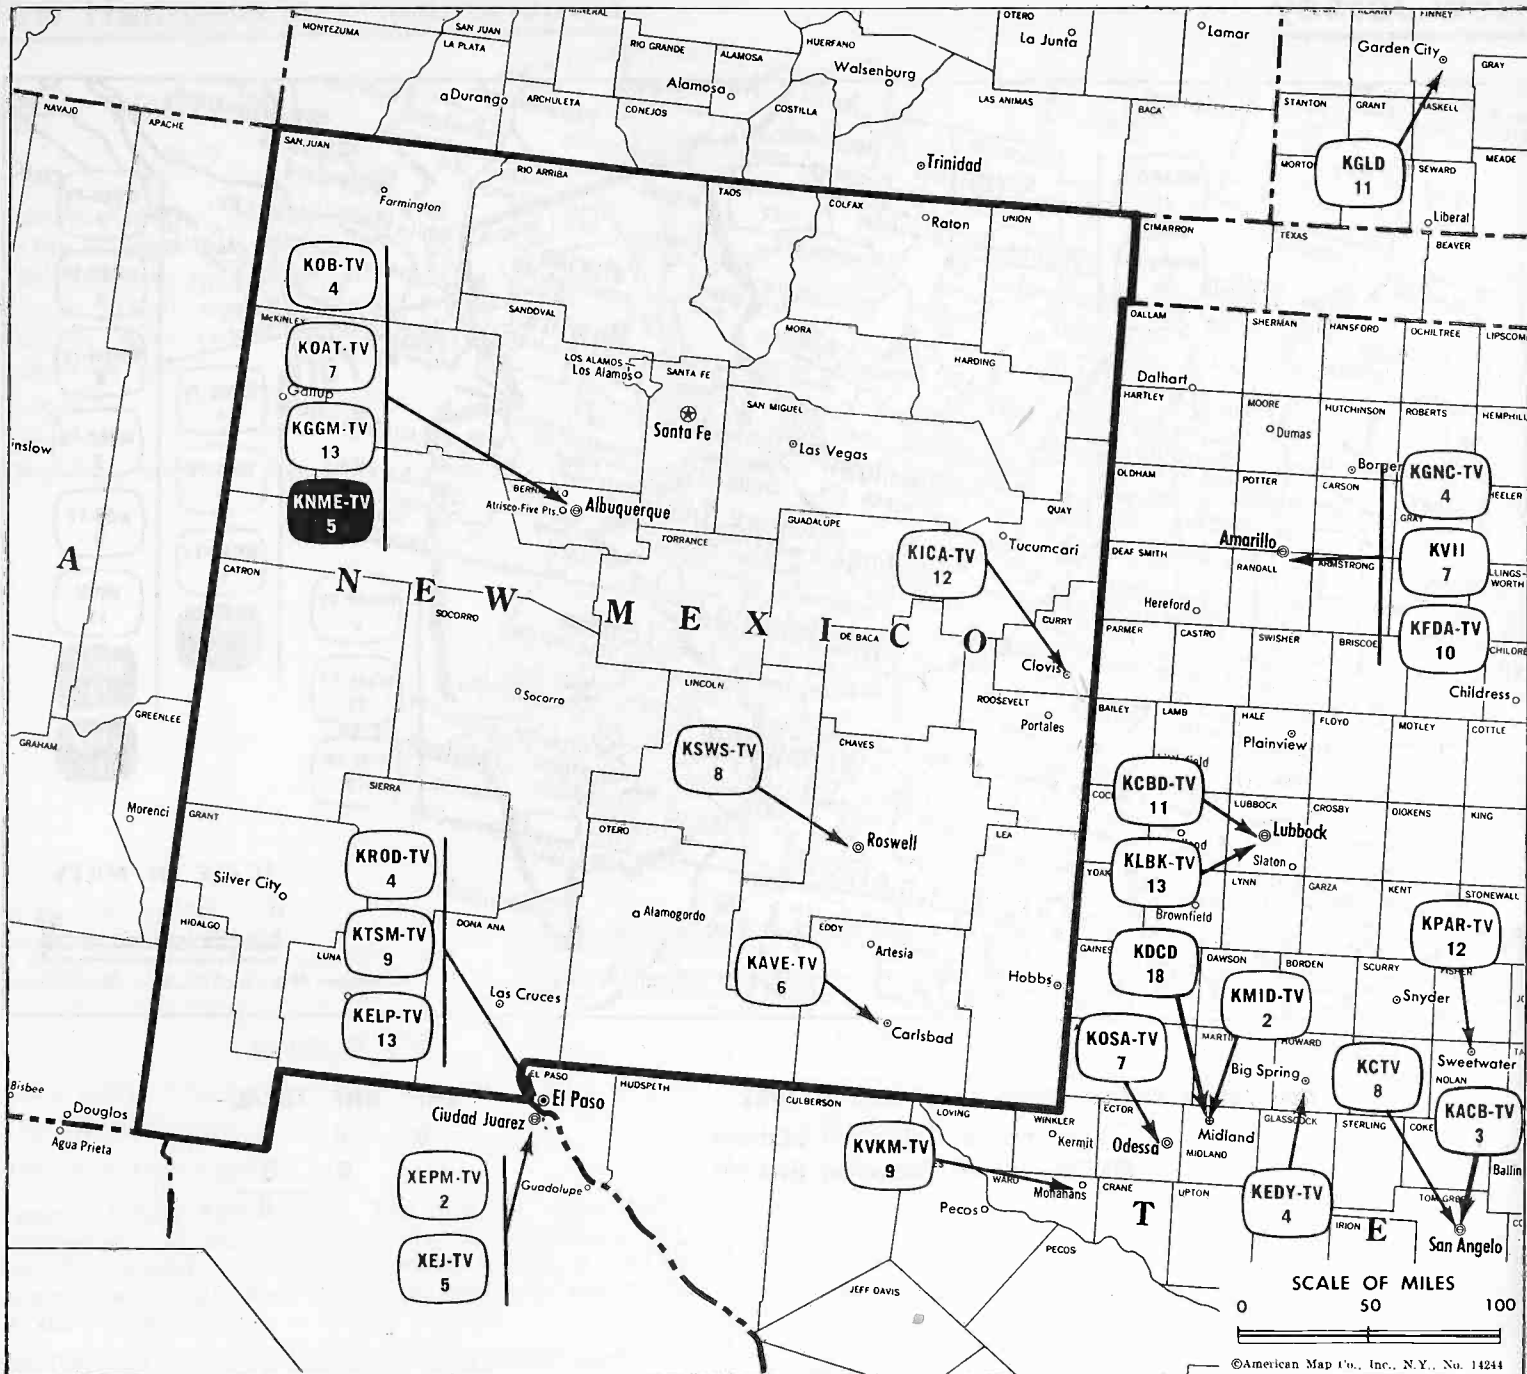 MONTEZUMA
SAN JUAN
LA PLATA
MINERAL
RIO GRANDE
ALAMOSA
HUERFANO
OTERO
La Junta
Lamar
KEARNY
FINNEY
Garden City
GRAY
Walsenburg
Alamosa
Durango
ARCHULETA
CONEJOS
COSTILLA
LAS ANIMAS
BACA
STANTON
GRANT
HASKELL
NAVAJO
APACHE
SAN JUAN
Trinidad
KGLD
11
SEWARD
MEADE
RIO ARRIBA
TAOS
COLFAX
Farmington
Raton
UNION
CIMARRON
TEXAS
Liberal
BEAVER
KOB-TV
4
SANDOVAL
McKINLEY
MORA
HARDING
DALLAM
SHERMAN
HANSFORD
OCHILTREE
KOAT-TV
7
LOS ALAMOS
Los Alamos
SANTA FE
Gallup
Santa Fe
SAN MIGUEL
Dalhart
HARTLEY
MOORE
HUTCHINSON
ROBERTS
HEMPHILL
Dumas
KGGM-TV
13
Las Vegas
Borger
KGNC-TV
4
OLDHAM
POTTER
CARSON
GRAY
KNME-TV
5
Atrisco-Five Pts.
Albuquerque
GUADALUPE
QUAY
TORRANCE
Tucumcari
KICA-TV
12
Amarillo
DEAF SMITH
RANDALL
ARMSTRONG
KVII
7
A
CATRON
N E W M E X I C O
SOCORRO
DE BACA
CURRY
Hereford
PARMER
CASTRO
SWISHER
BRISCOE
KFDA-TV
10
Clovis
Childress
LINCOLN
Socorro
ROOSEVELT
Portales
BAILEY
LAMB
HALE
FLOYD
MOTLEY
COTTLE
Plainview
GREENLEE
GRAHAM
KSWS-TV
8
CHAVES
KCBD-TV
11
LUBBOCK
CROSBY
DICKENS
KING
Lubbock
Morenci
GRANT
SIERRA
OTERO
Roswell
LEA
KROD-TV
4
KLBK-TV
13
Slaton
LYNN
GARZA
KENT
STONEWALL
Silver City
HIDALGO
LUNA
DONA ANA
Alamogordo
EDDY
Artesia
Brownfield
GAINES
KTSM-TV
9
KAVE-TV
6
KDCD
18
DAWSON
BORDEN
SCURRY
FISHER
KPAR-TV
12
Hobbs
KMID-TV
2
Snyder
Las Cruces
KELP-TV
13
Carlsbad
KOSA-TV
7
HOWARD
Big Spring
KCTV
8
Sweetwater
NOLAN
EL PASO
HUDSPETH
CULBERSON
LOVING
WINKLER
ECTOR
GLASSCOCK
STERLING
COKE
KACB-TV
3
Bisbee
Douglos
Agua Prieta
El Paso
Ciudad Juarez
KVKM-TV
9
Kermit
Odessa
Midland
MIDLAND
XEPM-TV
2
Guadalupe
Pecos
WARD
Monahans
CRANE
UPTON
KEDY-TV
4
IRION
TOM GREEN
San Angelo
T E
XEJ-TV
5
PECOS
JEFF DAVIS
SCALE OF MILES
0 50 100
©American Map Co., Inc., N.Y., No. 14244